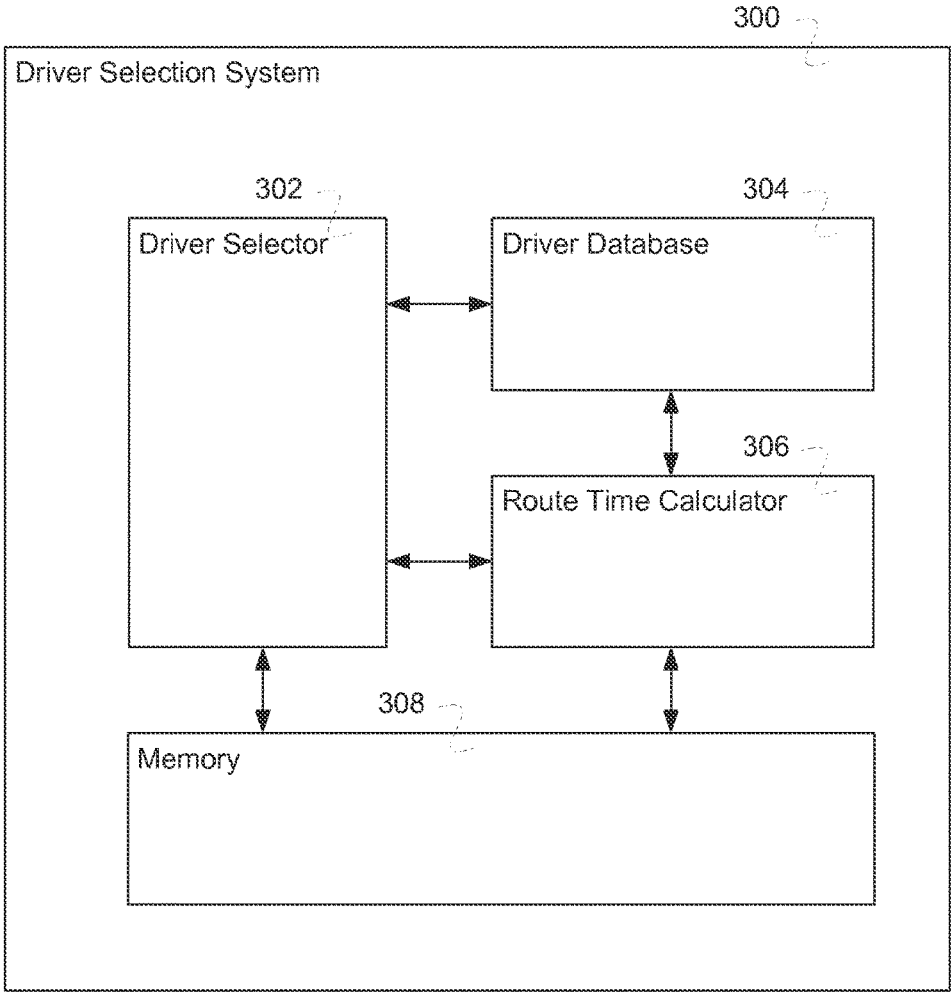 300
Driver Selection System
302
304
Driver Selector
Driver Database
306
Route Time Calculator
308
Memory